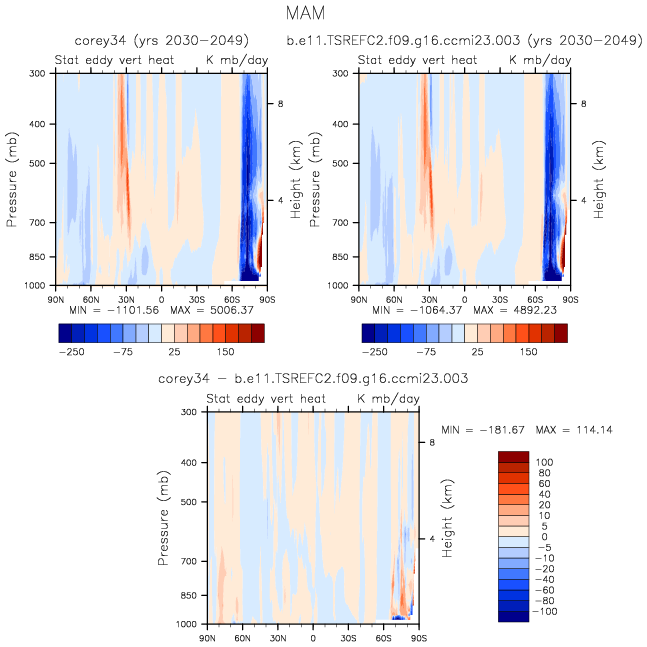 MAM
corey34 (yrs 2030-2049)
b.e11.TSREFC2.f09.g16.ccmi23.003 (yrs 2030-2049)
Stat eddy vert heat K mb/day
Stat eddy vert heat K mb/day
300
400
500
700
850
1000
Pressure (mb)
8
4
Height (km)
90N 60N 30N 0 30S 60S 90S
MIN = -1101.56 MAX = 5006.37
-250 -75 25 150
300
400
500
700
850
1000
Pressure (mb)
8
4
Height (km)
90N 60N 30N 0 30S 60S 90S
MIN = -1064.37 MAX = 4892.23
-250 -75 25 150
corey34 - b.e11.TSREFC2.f09.g16.ccmi23.003
Stat eddy vert heat K mb/day
300
400
500
700
850
1000
Pressure (mb)
8
4
Height (km)
90N 60N 30N 0 30S 60S 90S
MIN = -181.67 MAX = 114.14
100
80
60
40
20
10
5
0
-5
-10
-20
-40
-60
-80
-100